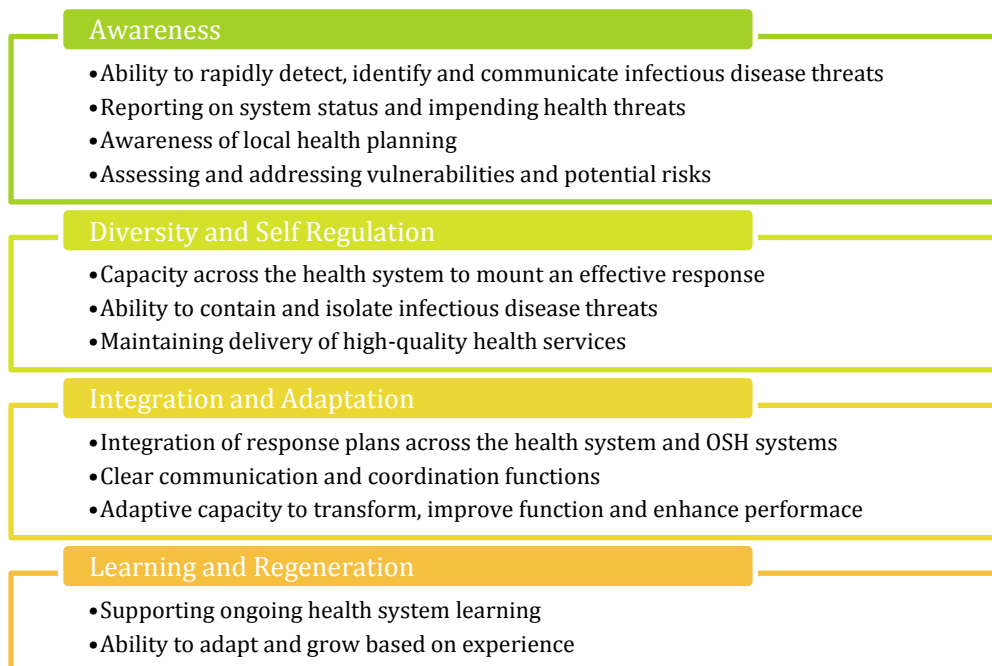 Awareness
•Ability to rapidly detect, identify and communicate infectious disease threats
•Reporting on system status and impending health threats
•Awareness of local health planning
•Assessing and addressing vulnerabilities and potential risks
Diversity and Self Regulation
•Capacity across the health system to mount an effective response
•Ability to contain and isolate infectious disease threats
•Maintaining delivery of high-quality health services
Integration and Adaptation
•Integration of response plans across the health system and OSH systems
•Clear communication and coordination functions
•Adaptive capacity to transform, improve function and enhance performace
Learning and Regeneration
•Supporting ongoing health system learning
•Ability to adapt and grow based on experience